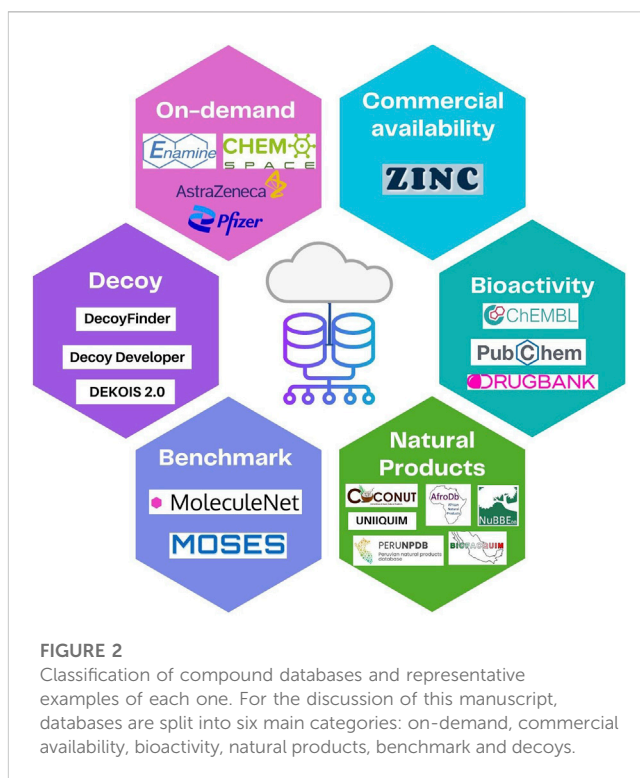 On-demand
Enamine
CHEM
SPACE
AstraZeneca
Pfizer
Commercial
availability
ZINC
Decoy
DecoyFinder
Decoy Developer
DEKOIS 2.0
Bioactivity
ChEMBL
PubChem
DRUGBANK
Benchmark
MoleculeNet
MOSES
Natural
Products
COCONUT
AfroDb
African
Natural
Products
NuBBE
UNIIQUIM
PERUNPDB
Peruvian natural products
database
BIOFACQUIM
FIGURE 2
Classification of compound databases and representative
examples of each one. For the discussion of this manuscript,
databases are split into six main categories: on-demand, commercial
availability, bioactivity, natural products, benchmark and decoys.